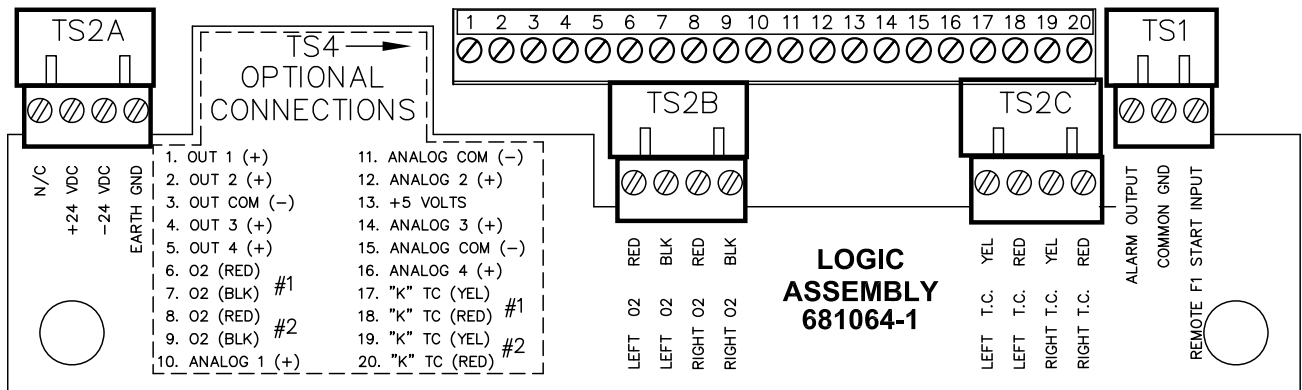 TS2A
N/C
+24 VDC
-24 VDC
EARTH GND
TS4
OPTIONAL
CONNECTIONS
1. OUT 1 (+)
2. OUT 2 (+)
3. OUT COM (-)
4. OUT 3 (+)
5. OUT 4 (+)
6. O2 (RED)
7. O2 (BLK)
#1
8. O2 (RED)
9. O2 (BLK)
#2
10. ANALOG 1 (+)
11. ANALOG COM (-)
12. ANALOG 2 (+)
13. +5 VOLTS
14. ANALOG 3 (+)
15. ANALOG COM (-)
16. ANALOG 4 (+)
17. "K" TC (YEL)
18. "K" TC (RED)
#1
19. "K" TC (YEL)
20. "K" TC (RED)
#2
1 2 3 4 5 6 7 8 9 10 11 12 13 14 15 16 17 18 19 20
TS2B
LEFT O2 RED
LEFT O2 BLK
RIGHT O2 RED
RIGHT O2 BLK
LOGIC
ASSEMBLY
681064-1
TS2C
LEFT T.C. YEL
LEFT T.C. RED
RIGHT T.C. YEL
RIGHT T.C. RED
TS1
ALARM OUTPUT
COMMON GND
REMOTE F1 START INPUT